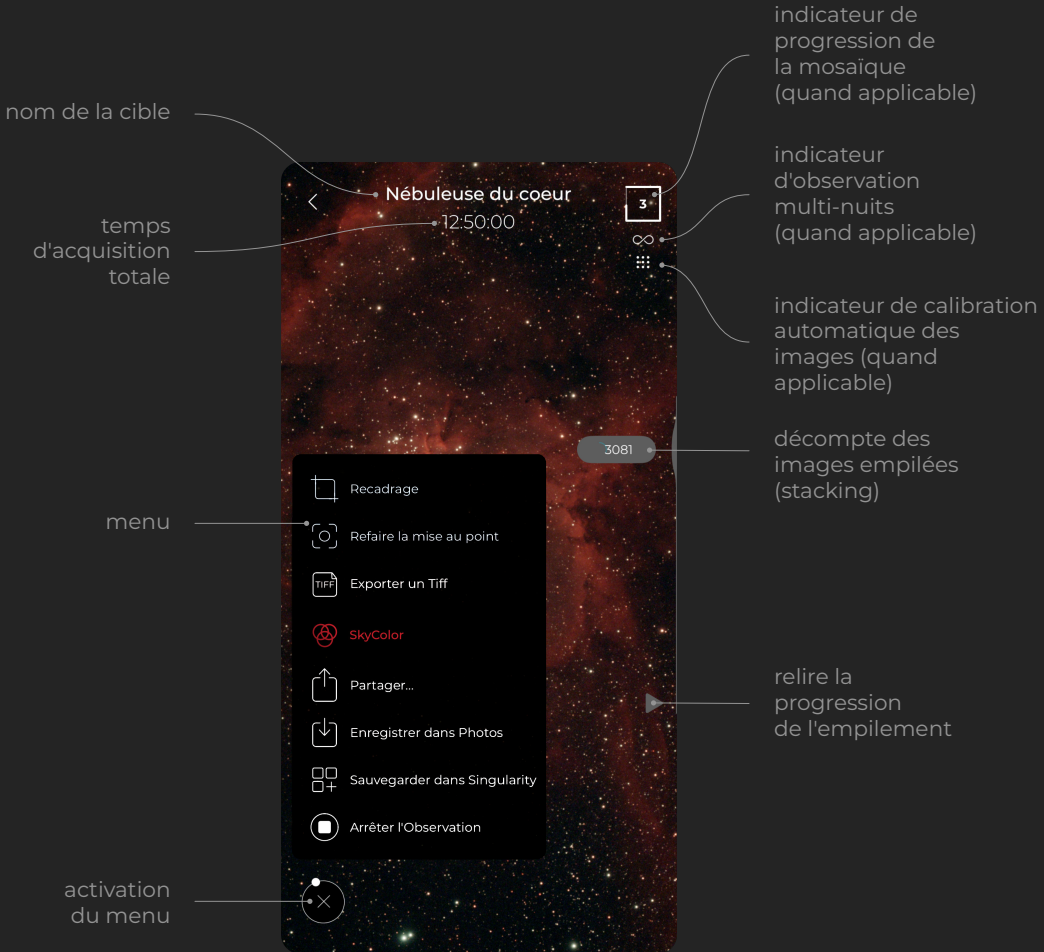 indicateur de
progression de
la mosaïque
(quand applicable)
nom de la cible
indicateur
d'observation
multi-nuits
(quand applicable)
Nébuleuse du coeur
3
12:50:00
temps
d'acquisition
totale
indicateur de calibration
automatique des
images (quand
applicable)
décompte des
images empilées
(stacking)
3081
menu
Recadrage
Refaire la mise au point
TIFF
Exporter un Tiff
SkyColor
Partager...
Enregistrer dans Photos
Sauvegarder dans Singularity
Arrêter l'Observation
relire la
progression
de l'empilement
activation
du menu